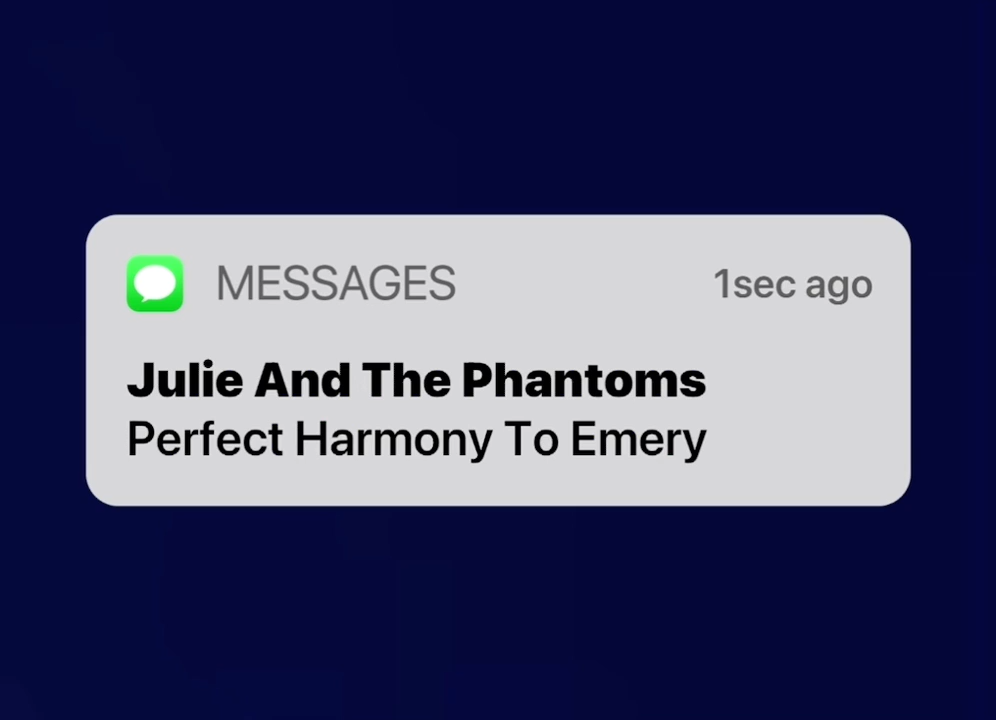 MESSAGES 1sec ago
Julie And The Phantoms
Perfect Harmony To Emery